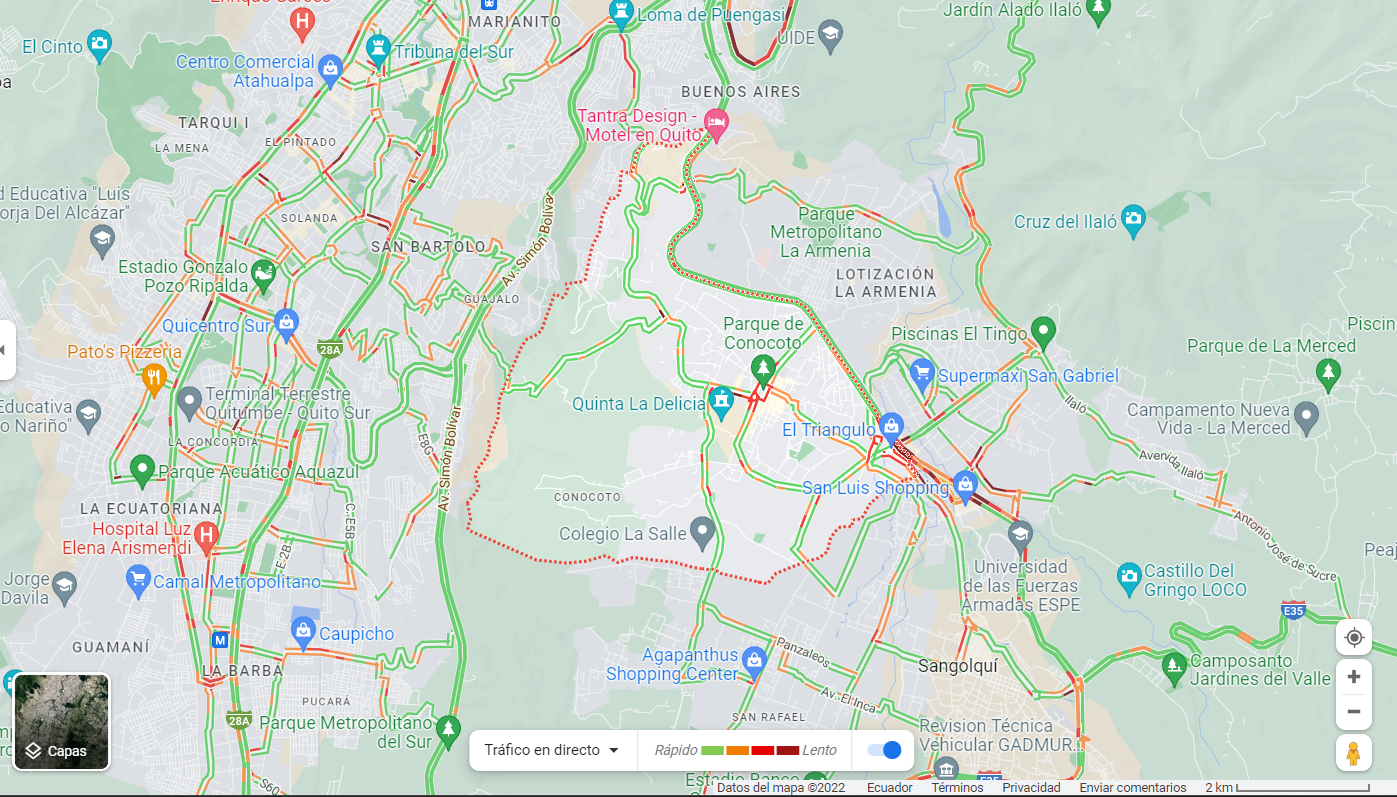 MARIANITO
Loma de Puengasí
Jardín Alado Ilaló
El Cinto
H
UIDE
Tribuna del Sur
Centro Comercial
Atahualpa
BUENOS AIRES
TARQUI I
Tantra Design -
Motel en Quito
EL PINTADO
LA MENA
d Educativa "Luis
orja Del Alcázar"
SOLANDA
Parque
Metropolitano
La Armenia
Cruz del Ilaló
SAN BARTOLO
Av. Simón Bolívar
Estadio Gonzalo
Pozo Ripalda
LOTIZACIÓN
LA ARMENIA
GUAJALO
Quicentro Sur
Parque de
Conocoto
Piscinas El Tingo
Piscin
28A
Pato's Pizzeria
Parque de La Merced
Supermaxi San Gabriel
Terminal Terrestre
Quitumbe - Quito Sur
Educativa
o Nariño"
Quinta La Delicia
Ilaló
Campamento Nueva
Vida - La Merced
El Triangulo
LA CONCORDIA
E8G
Av. Simón Bolívar
Avenida Ilaló
Parque Acuático Aquazul
San Luis Shopping
CONOCOTO
LA ECUATORIANA
C. E5B
Antonio José de Sucre
Hospital Luz
Elena Arismendi
H
Colegio La Salle
E2B
Peaj
Jorge
Davila
Camal Metropolitano
Universidad
de las Fuerzas
Armadas ESPE
Castillo Del
Gringo LOCO
E35
M
Caupicho
GUAMANÍ
Panzaleos
Agapanthus
Shopping Center
Sangolquí
LA BARBA
Camposanto
Jardines del Valle
Av. El Inca
PUCARÁ
28A
Parque Metropolitano
del Sur
SAN RAFAEL
Revision Técnica
Vehicular GADMUR.
Capas
Tráfico en directo
Rápido
Lento
S60
E35
Datos del mapa ©2022
Ecuador
Términos
Privacidad
Enviar comentarios
2 km